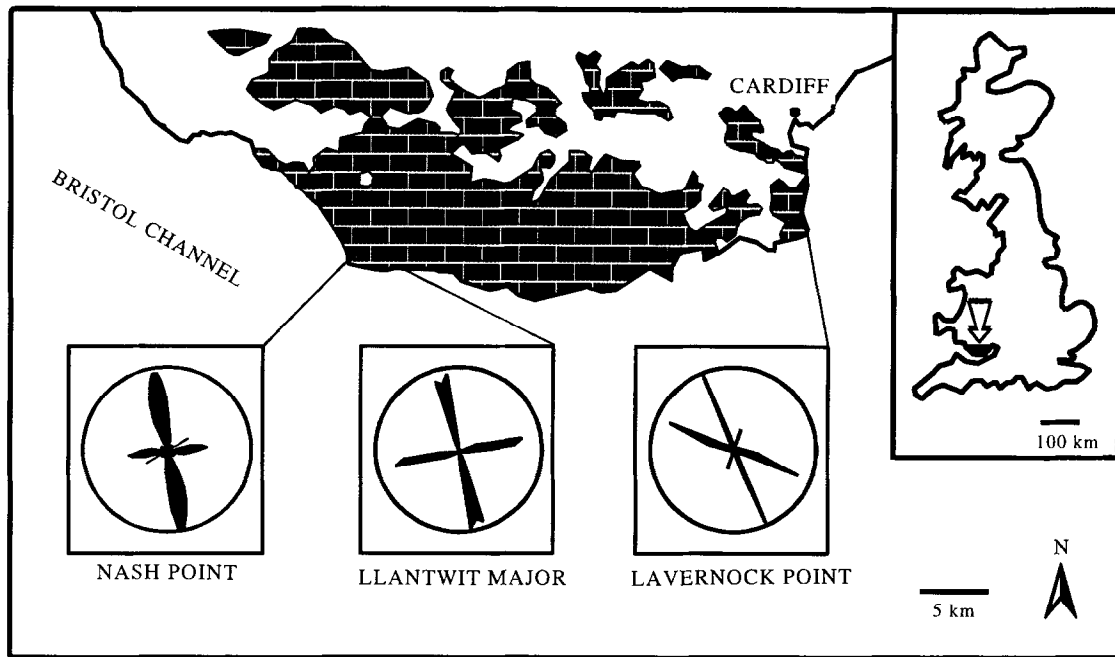 CARDIFF
BRISTOL CHANNEL
100 km
NASH POINT
LLANTWIT MAJOR
LAVERNOCK POINT
N
5 km